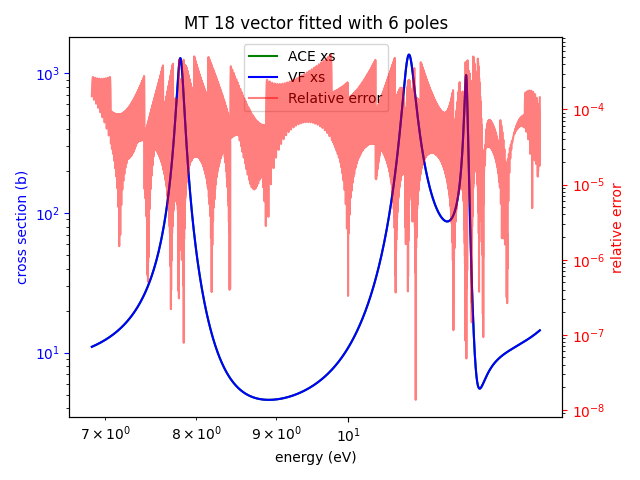 MT 18 vector fitted with 6 poles
ACE xs
VF xs
Relative error
10³
10²
10¹
cross section (b)
10⁻⁴
10⁻⁵
10⁻⁶
10⁻⁷
10⁻⁸
relative error
7 × 10⁰ 8 × 10⁰ 9 × 10⁰ 10¹
energy (eV)